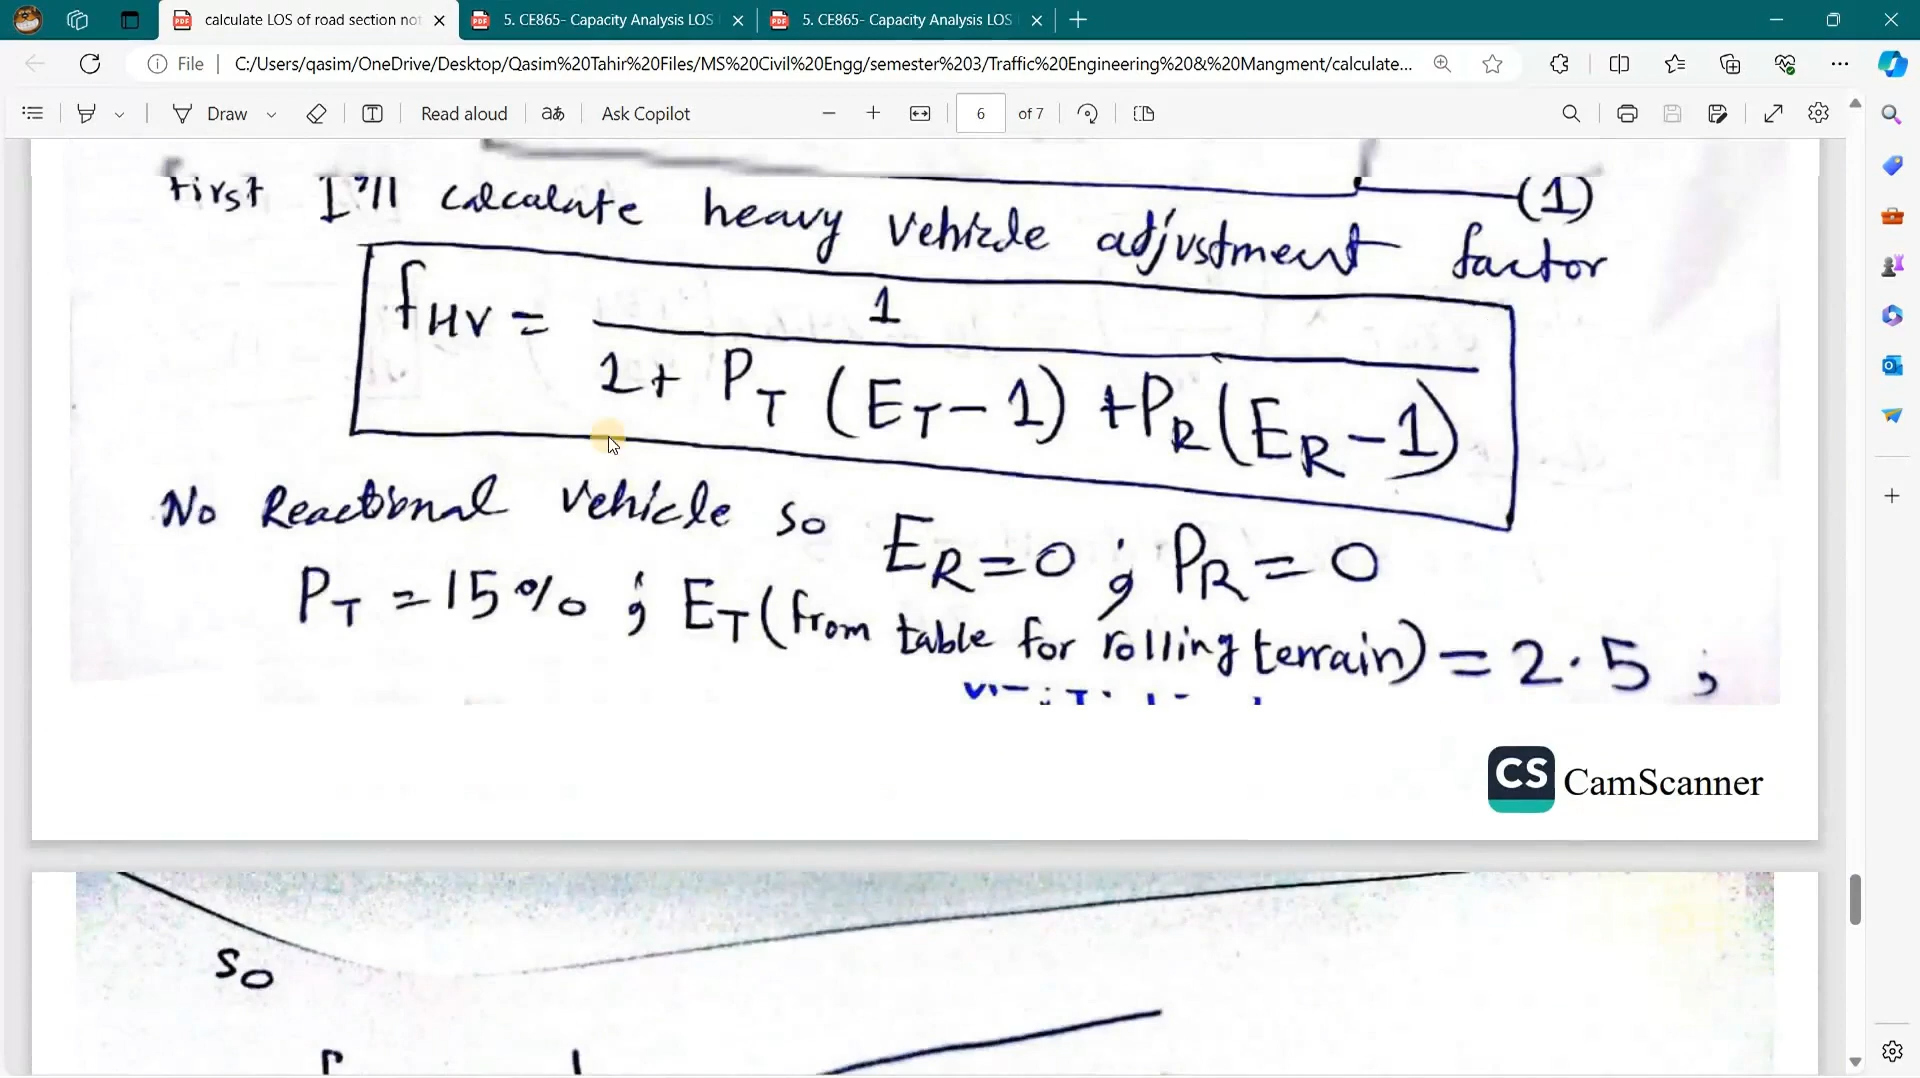 calculate LOS of road section not
5. CE865- Capacity Analysis LOS
5. CE865- Capacity Analysis LOS
File
C:/Users/qasim/OneDrive/Desktop/Qasim%20Tahir%20Files/MS%20Civil%20Engg/semester%203/Traffic%20Engineering%20&%20Mangment/calculate...
Draw
Read aloud
aあ
Ask Copilot
6 of 7
(1)
First I'll calculate heavy vehicle adjustment factor
fHV = 1
1+ PT (ET-1) +PR(ER-1)
No Reactional vehicle so ER=0 ; PR=0
PT =15% ; ET(from table for rolling terrain) = 2.5 ;
CS CamScanner
so